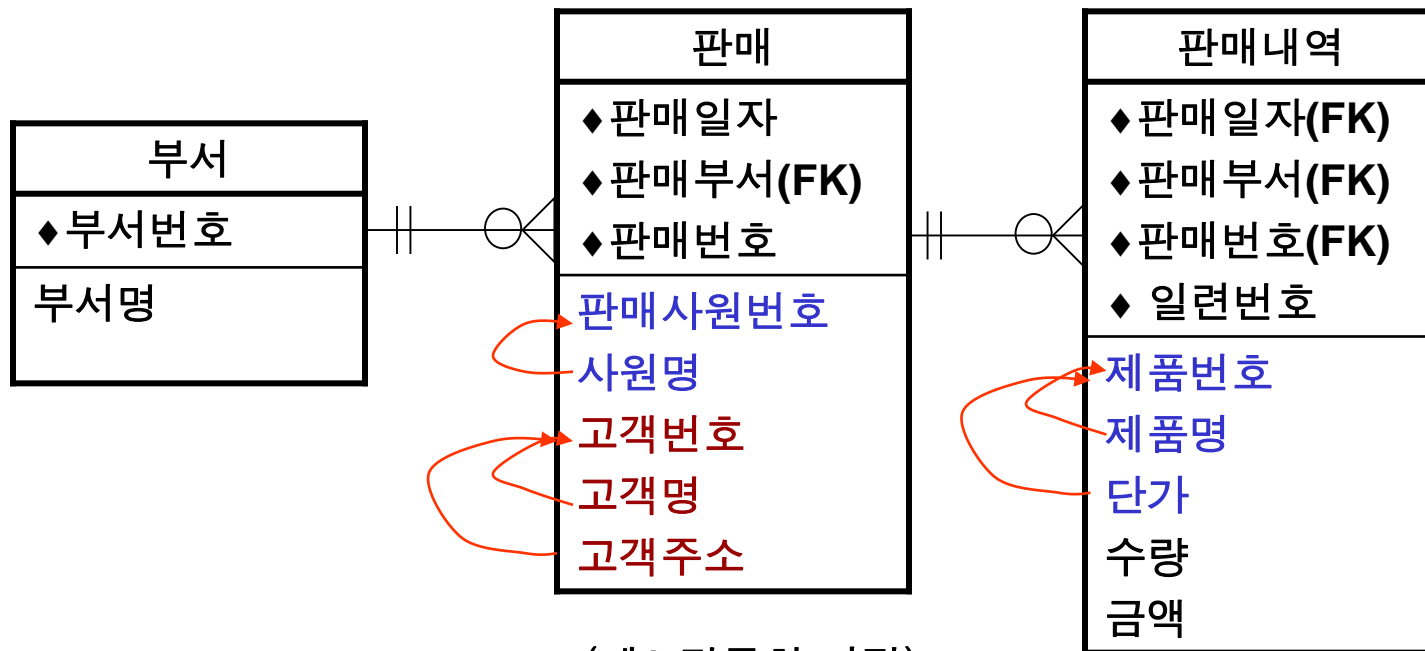 부서
◆부서번호
부서명
판매
◆판매일자
◆판매부서(FK)
◆판매번호
판매사원번호
사원명
고객번호
고객명
고객주소
판매내역
◆판매일자(FK)
◆판매부서(FK)
◆판매번호(FK)
◆ 일련번호
제품번호
제품명
단가
수량
금액